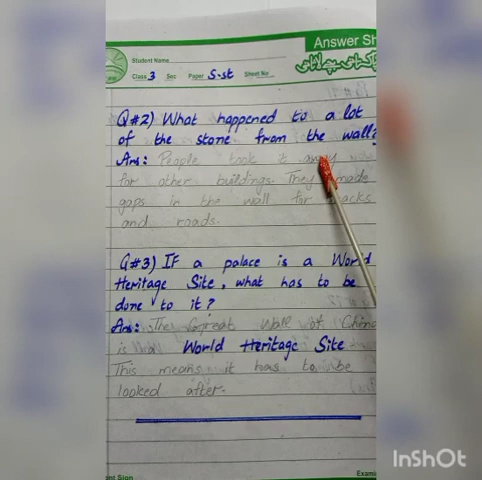 Answer Sh
Student Name
Class 3 Sec Paper S.st Sheet No
Q#2) What happened to a lot
of the stone from the wall?
Ans: People took it away
for other buildings. They made
gaps in the wall for tracks
and roads.
Q#3) If a palace is a World
Heritage Site, what has to be
done to it?
Ans: The Great Wall of China
is a World Heritage Site
This means it has to be
looked after.
nt Sign
Examin
InShOt